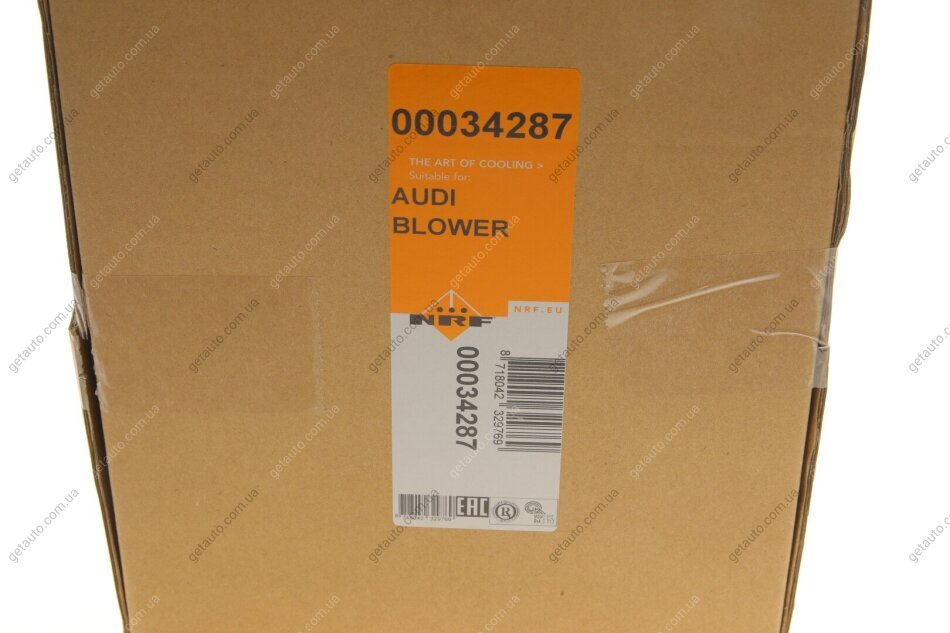 00034287
THE ART OF COOLING >
Suitable for:
AUDI
BLOWER
NRF
NRF.EU
00034287
8 718042 329769
EAC
R
getauto.com.ua